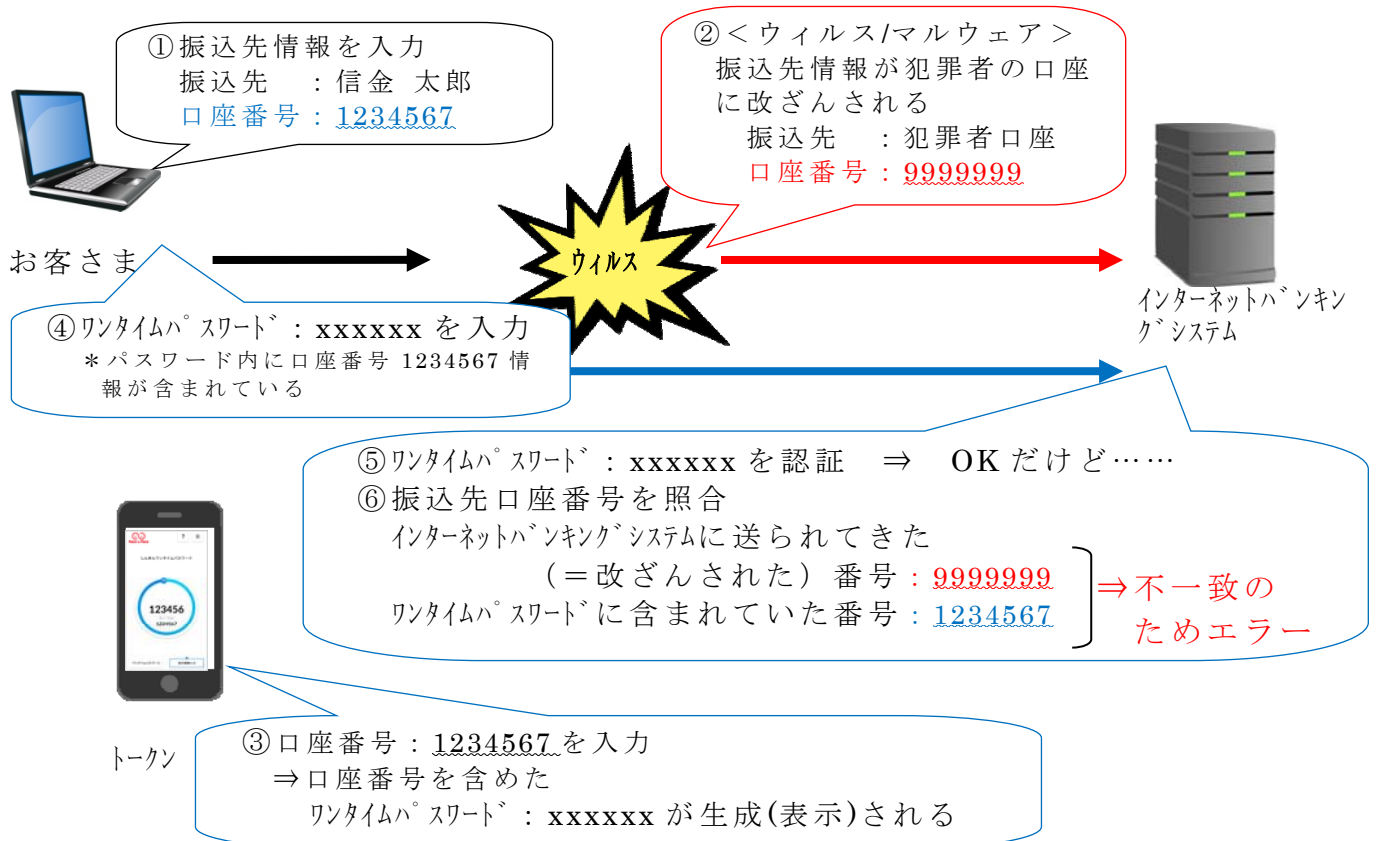 ①振込先情報を入力
振込先　：信金 太郎
口座番号：1234567
②＜ウィルス/マルウェア＞
振込先情報が犯罪者の口座
に改ざんされる
振込先　：犯罪者口座
口座番号：9999999
お客さま
ウィルス
ｲﾝﾀｰﾈｯﾄﾊﾞﾝｷﾝ
ｸﾞｼｽﾃﾑ
④ﾜﾝﾀｲﾑﾊﾟｽﾜｰﾄﾞ：xxxxxx を入力
＊パスワード内に口座番号 1234567 情
報が含まれている
⑤ﾜﾝﾀｲﾑﾊﾟｽﾜｰﾄﾞ：xxxxxx を認証　⇒　OK だけど……
⑥振込先口座番号を照合
ｲﾝﾀｰﾈｯﾄﾊﾞﾝｷﾝｸﾞｼｽﾃﾑに送られてきた
（＝改ざんされた）番号：9999999
ﾜﾝﾀｲﾑﾊﾟｽﾜｰﾄﾞに含まれていた番号：1234567
⇒不一致の
ためエラー
?
123456
1234567
ﾄｰｸﾝ
③口座番号：1234567 を入力
⇒口座番号を含めた
ﾜﾝﾀｲﾑﾊﾟｽﾜｰﾄﾞ：xxxxxx が生成(表示)される